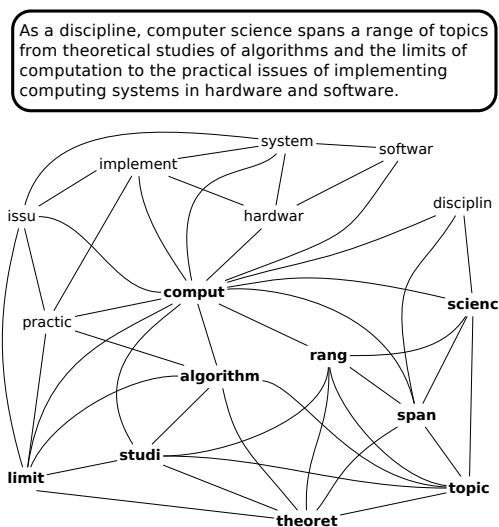 As a discipline, computer science spans a range of topics
from theoretical studies of algorithms and the limits of
computation to the practical issues of implementing
computing systems in hardware and software.
system
softwar
implement
disciplin
issu
hardwar
comput
scienc
practic
rang
algorithm
span
studi
limit
topic
theoret